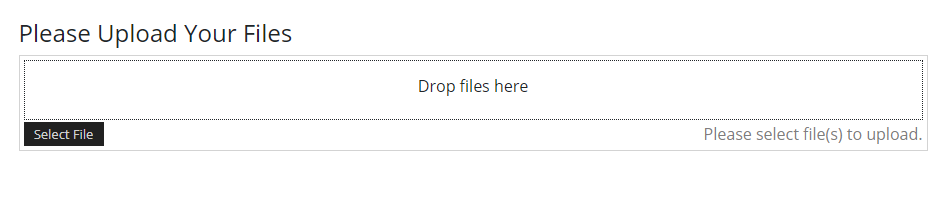 Please Upload Your Files
Drop files here
Select File
Please select file(s) to upload.